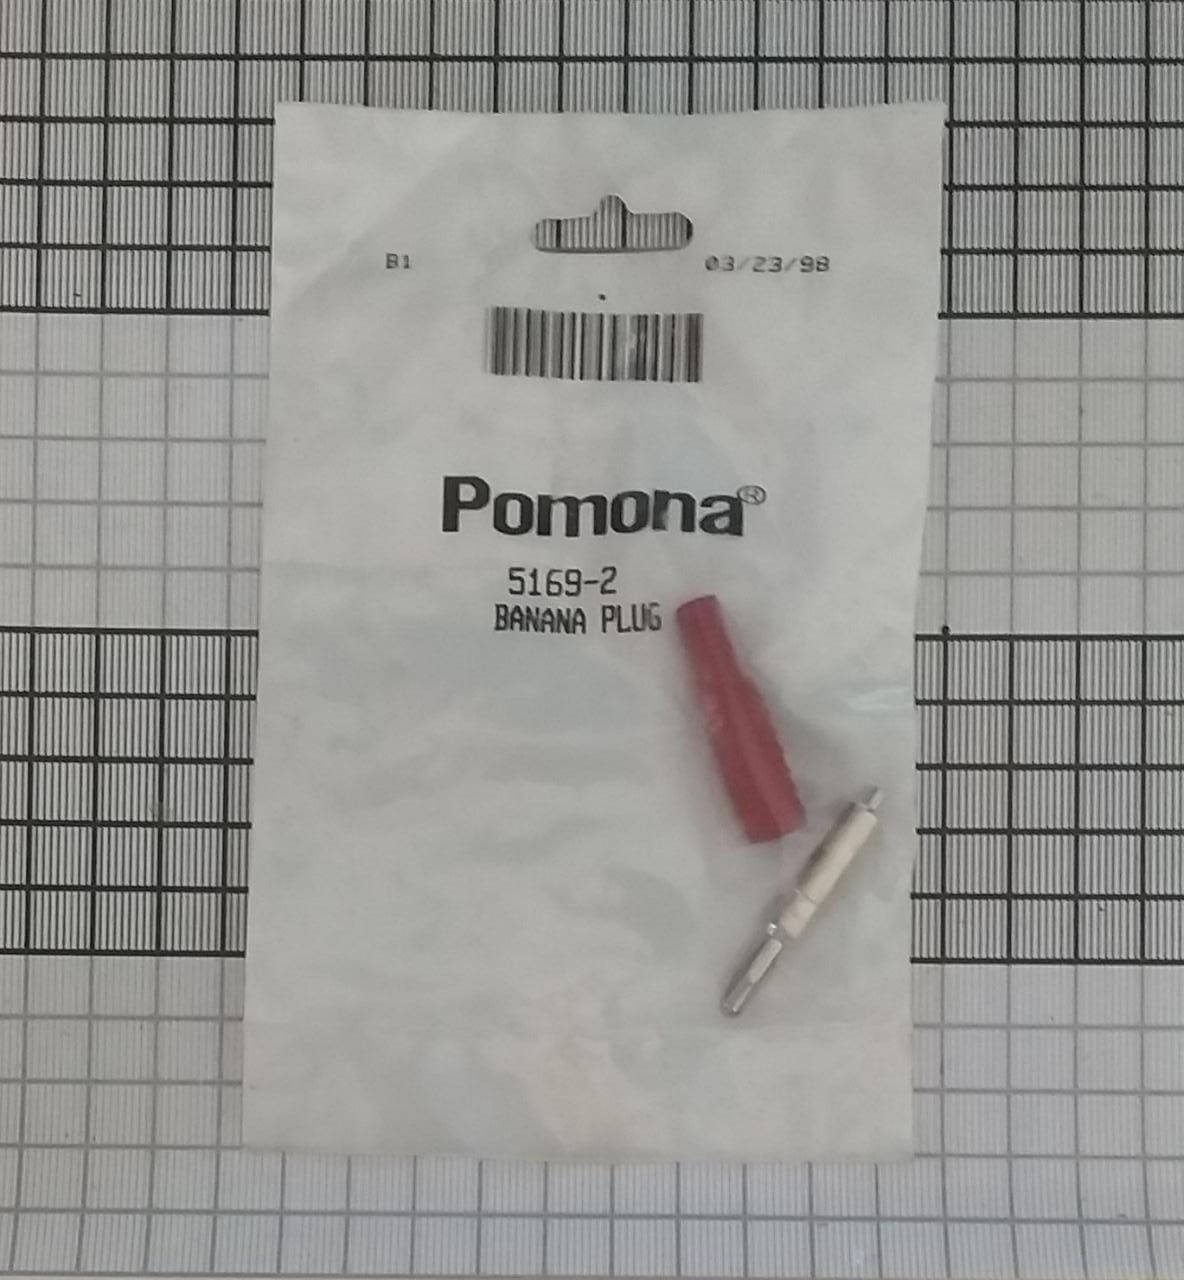 B1 03/23/98
Pomona®
5169-2
BANANA PLUG